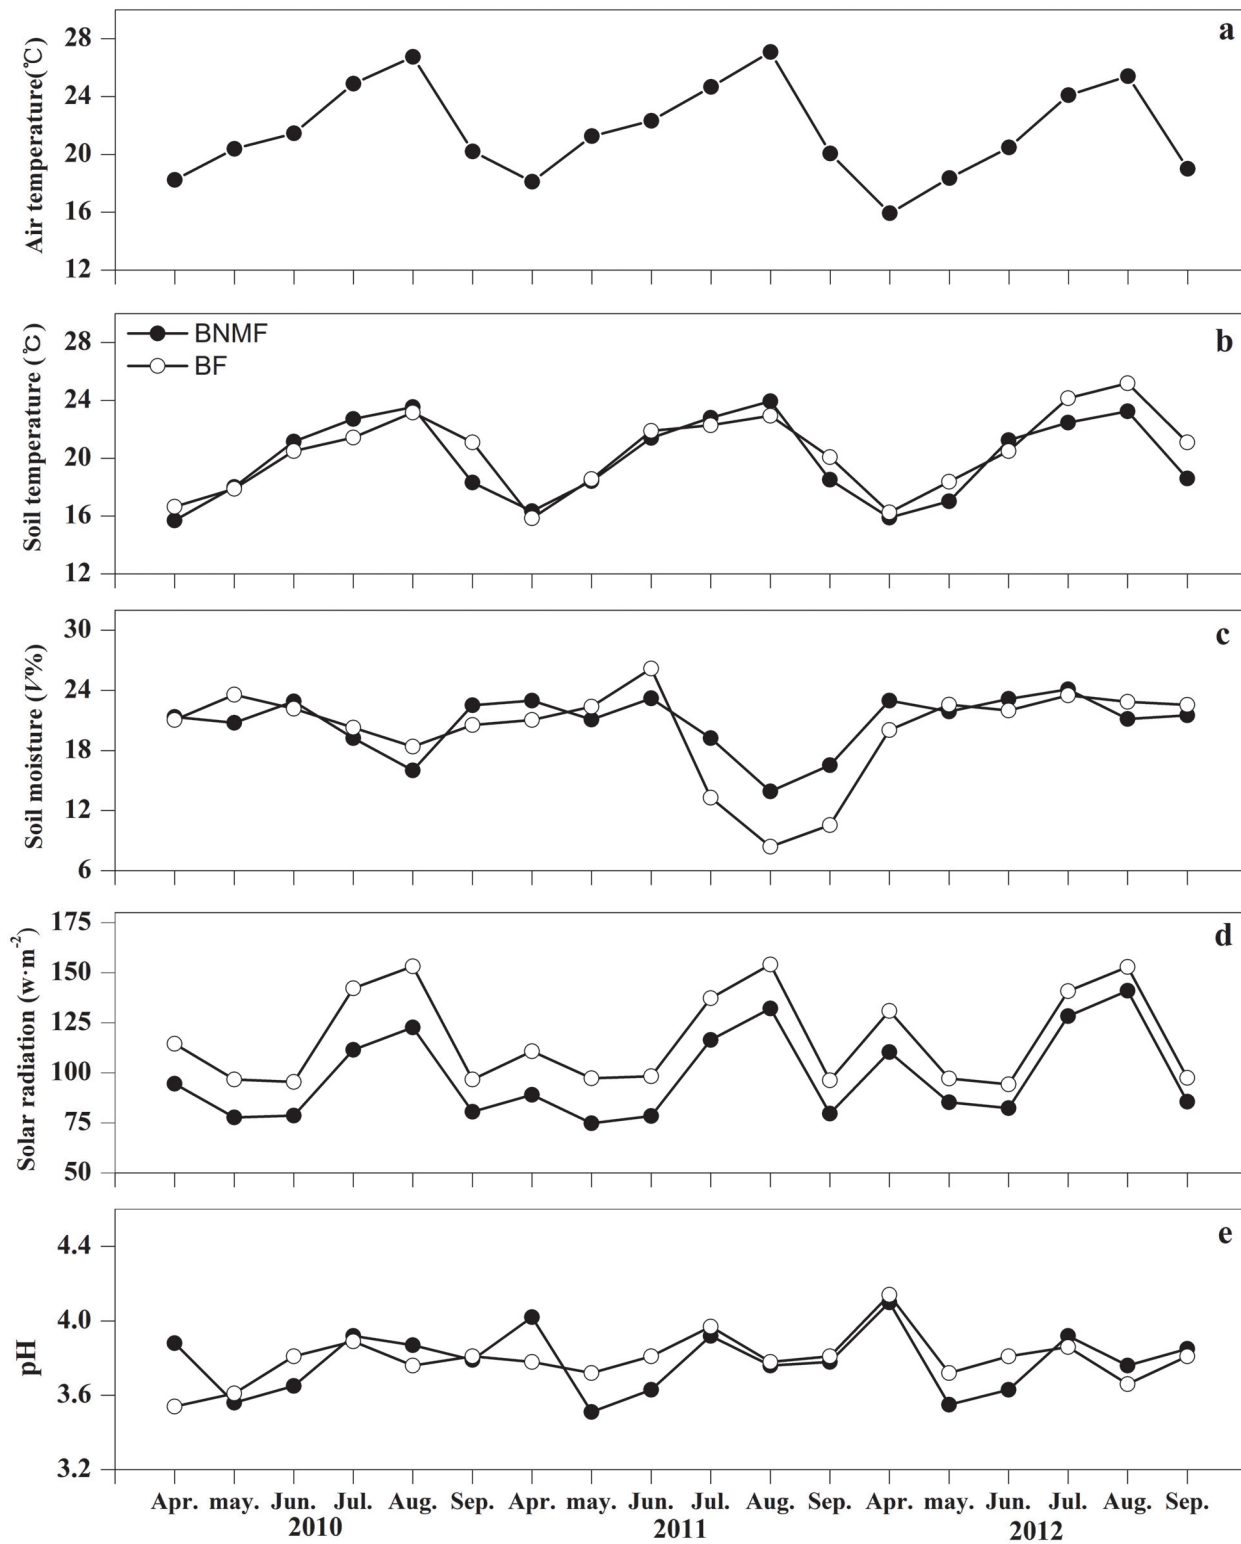 a
Air temperature(℃)
28
24
20
16
12
b
Soil temperature (℃)
BNMF
BF
28
24
20
16
12
c
Soil moisture (V%)
30
24
18
12
6
d
Solar radiation (w·m-2)
175
150
125
100
75
50
e
pH
4.4
4.0
3.6
3.2
Apr. may. Jun. Jul. Aug. Sep. Apr. may. Jun. Jul. Aug. Sep. Apr. may. Jun. Jul. Aug. Sep.
2010 2011 2012